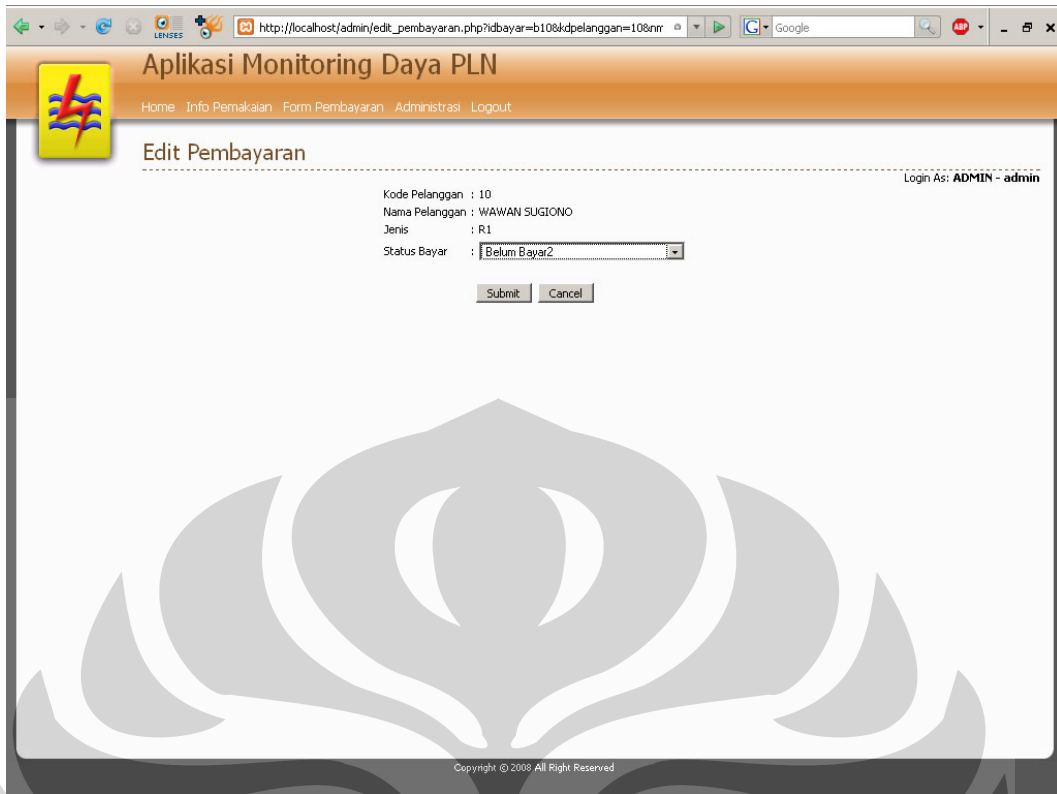 LENSES
http://localhost/admin/edit_pembayaran.php?idbayar=b10&kdpelanggan=10&nm
Google
ABP
Aplikasi Monitoring Daya PLN
Home Info Pemakaian Form Pembayaran Administrasi Logout
Edit Pembayaran
Login As: ADMIN - admin
Kode Pelanggan : 10
Nama Pelanggan : WAWAN SUGIONO
Jenis : R1
Status Bayar : Belum Bayar2
Submit Cancel
Copyright © 2008 All Right Reserved